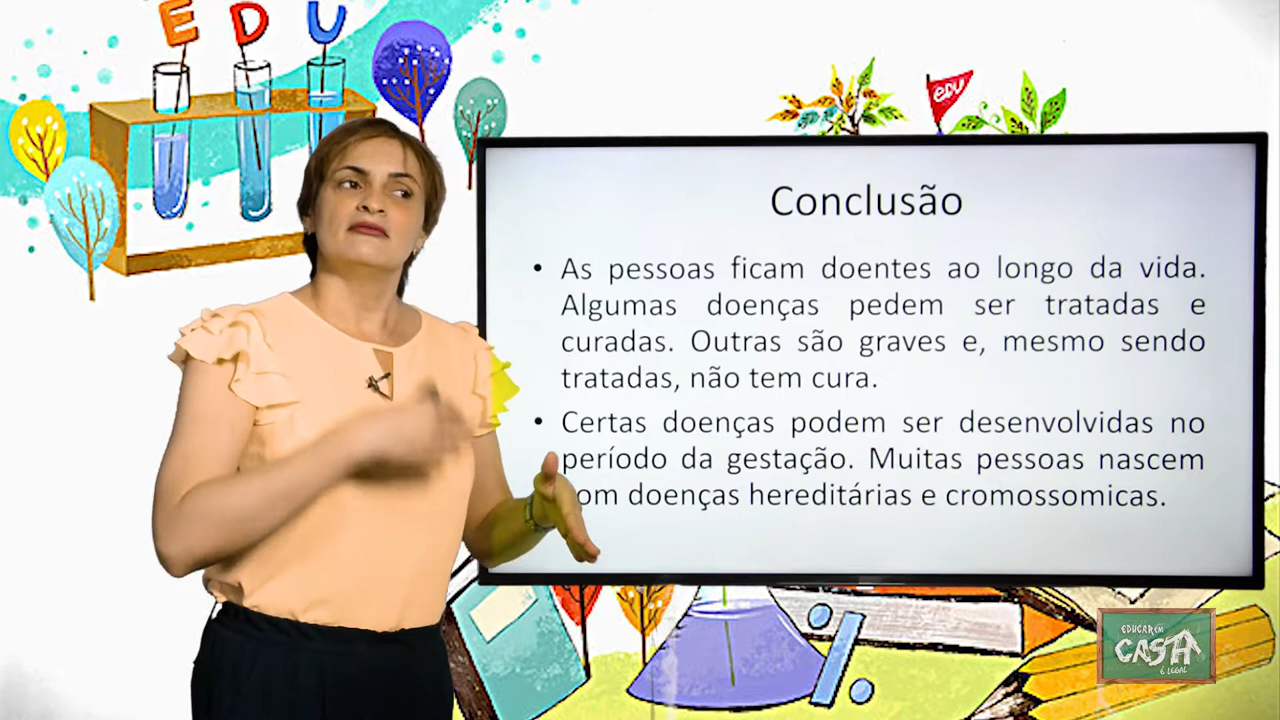 EDU
EDU
Conclusão
• As pessoas ficam doentes ao longo da vida.
Algumas doenças pedem ser tratadas e
curadas. Outras são graves e, mesmo sendo
tratadas, não tem cura.
• Certas doenças podem ser desenvolvidas no
período da gestação. Muitas pessoas nascem
om doenças hereditárias e cromossomicas.
EDUCAR EM
CASA
É LEGAL